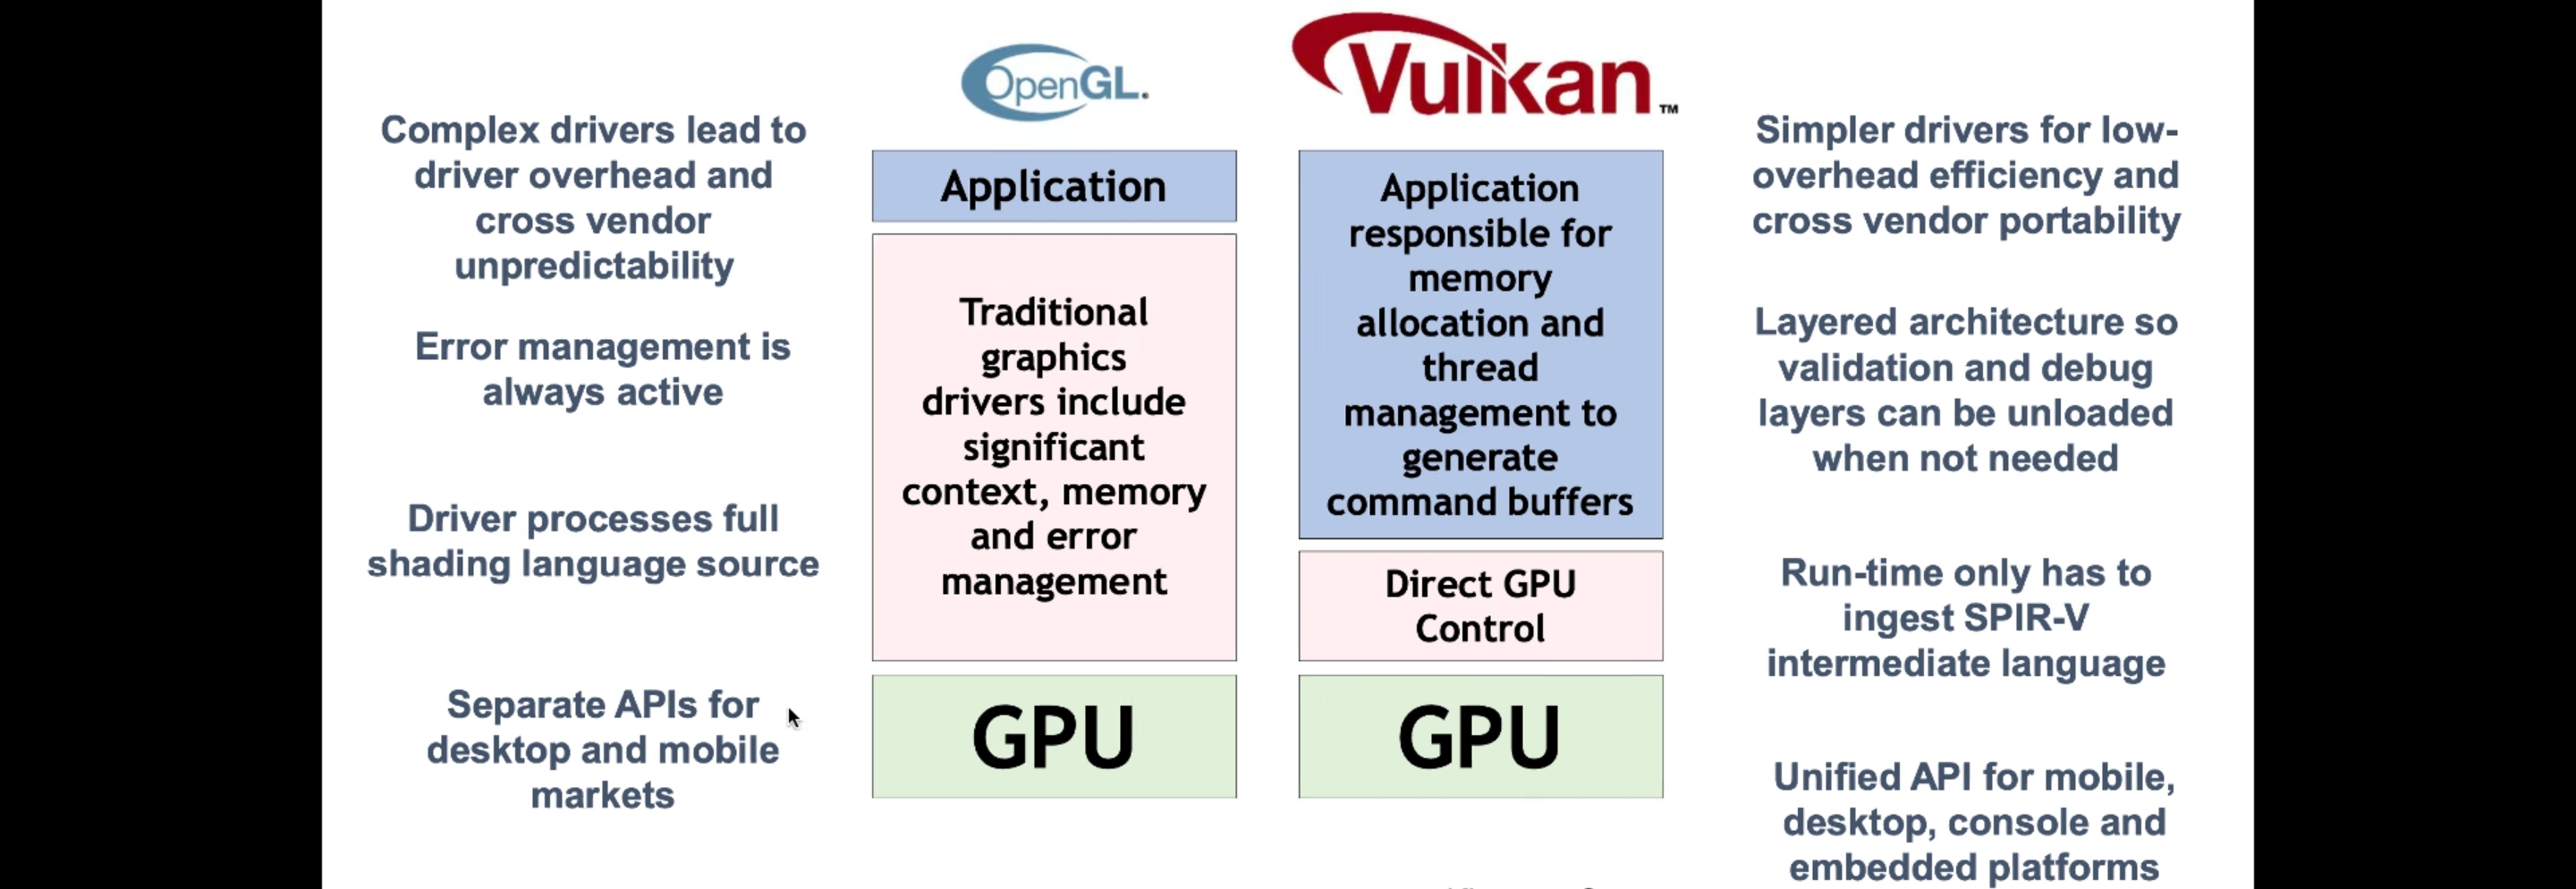 Complex drivers lead to
driver overhead and
cross vendor
unpredictability
Error management is
always active
Driver processes full
shading language source
Separate APIs for
desktop and mobile
markets
OpenGL.
Application
Traditional
graphics
drivers include
significant
context, memory
and error
management
GPU
Vulkan™
Application
responsible for
memory
allocation and
thread
management to
generate
command buffers
Direct GPU
Control
GPU
Simpler drivers for low-
overhead efficiency and
cross vendor portability
Layered architecture so
validation and debug
layers can be unloaded
when not needed
Run-time only has to
ingest SPIR-V
intermediate language
Unified API for mobile,
desktop, console and
embedded platforms